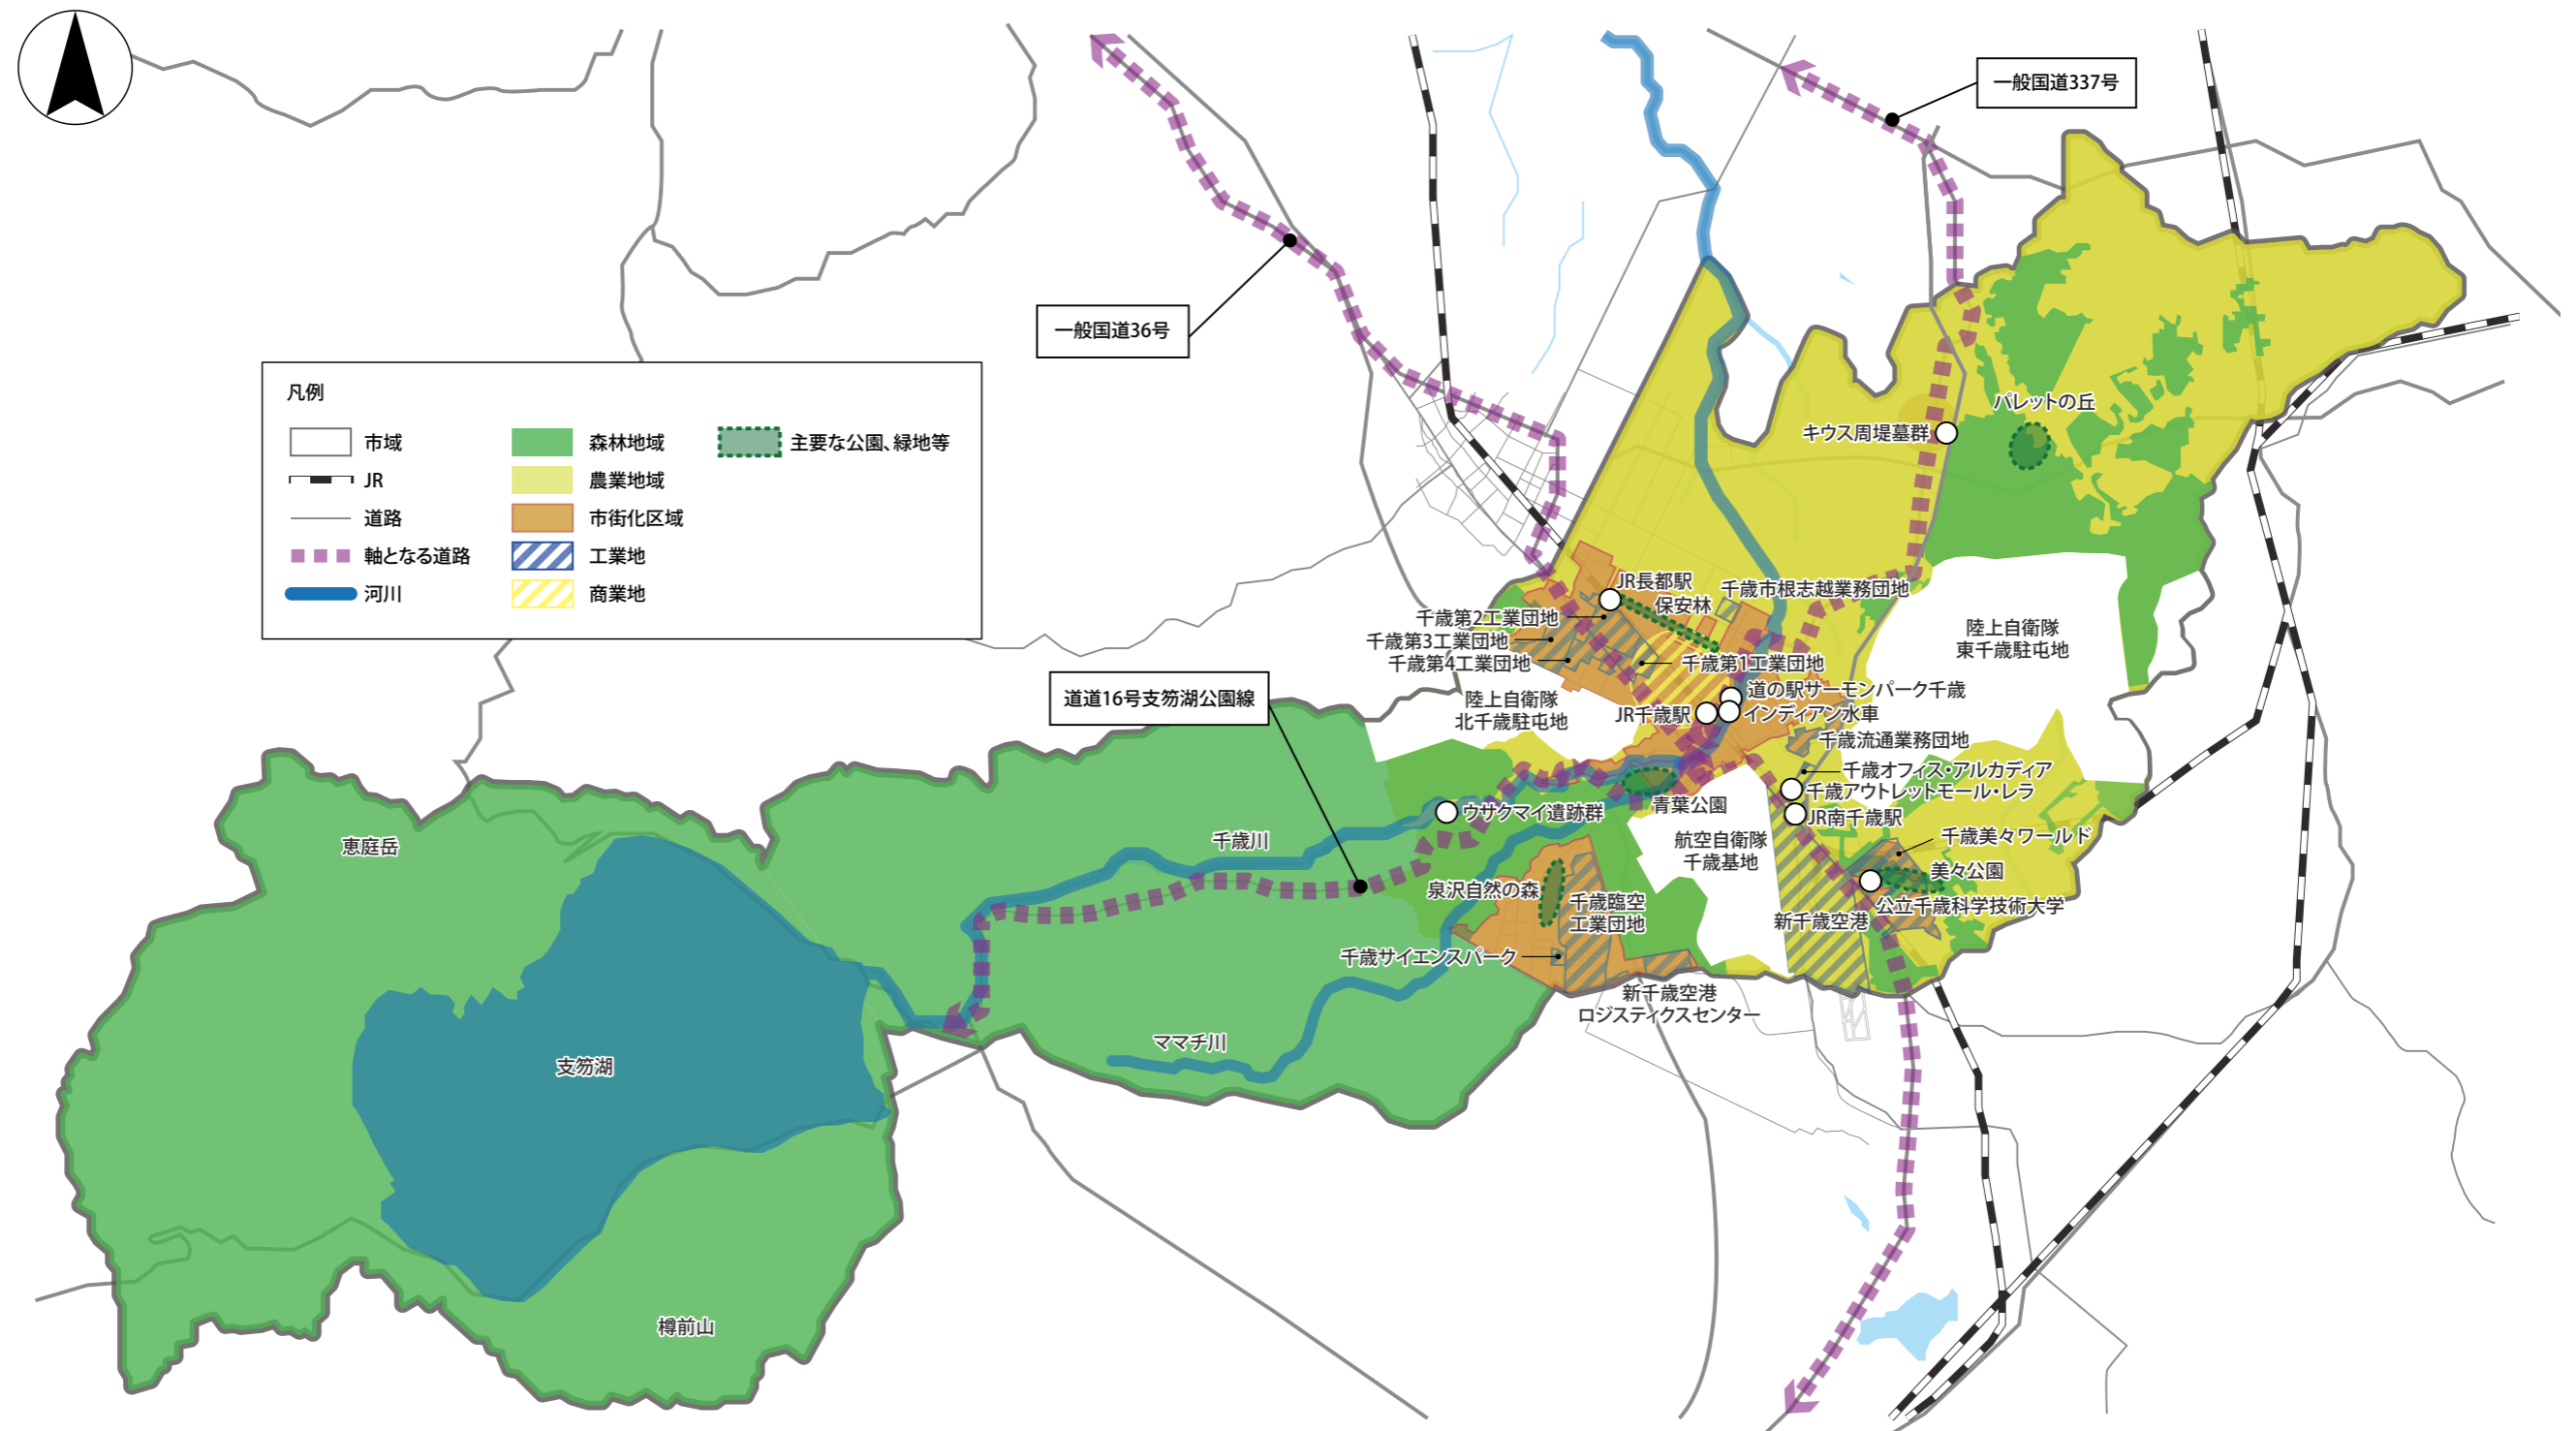 一般国道337号
一般国道36号
凡例
市域
JR
道路
軸となる道路
河川
森林地域
農業地域
市街化区域
工業地
商業地
主要な公園、緑地等
パレットの丘
キウス周堤墓群
JR長都駅
保安林
千歳市根志越業務団地
千歳第2工業団地
千歳第3工業団地
千歳第4工業団地
千歳第1工業団地
陸上自衛隊
東千歳駐屯地
道道16号支笏湖公園線
陸上自衛隊
北千歳駐屯地
道の駅サーモンパーク千歳
JR千歳駅
インディアン水車
千歳流通業務団地
千歳オフィス・アルカディア
千歳アウトレットモール・レラ
JR南千歳駅
青葉公園
ウサクマイ遺跡群
航空自衛隊
千歳基地
千歳美々ワールド
美々公園
公立千歳科学技術大学
新千歳空港
恵庭岳
千歳川
泉沢自然の森
千歳臨空
工業団地
千歳サイエンスパーク
新千歳空港
ロジスティクスセンター
ママチ川
支笏湖
樽前山